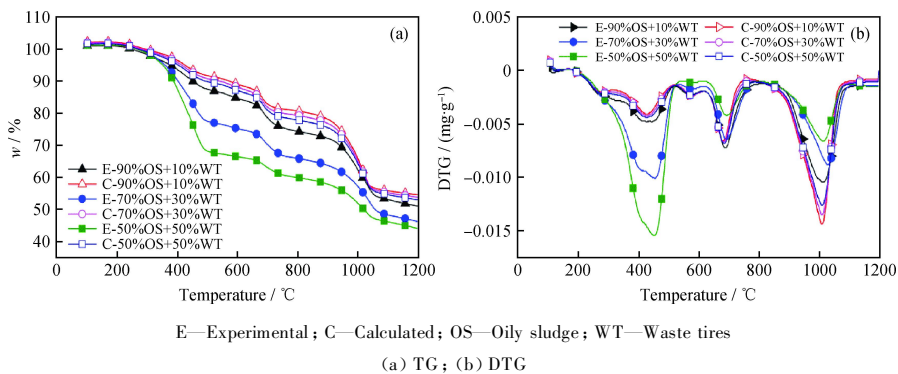 (a)
w / %
110
100
90
80
70
60
50
40
E-90%OS+10%WT
C-90%OS+10%WT
E-70%OS+30%WT
C-70%OS+30%WT
E-50%OS+50%WT
C-50%OS+50%WT
0 200 400 600 800 1000 1200
Temperature / ℃
(b)
DTG / (mg·g⁻¹)
0.005
0
−0.005
−0.010
−0.015
E-90%OS+10%WT C-90%OS+10%WT
E-70%OS+30%WT C-70%OS+30%WT
E-50%OS+50%WT C-50%OS+50%WT
0 200 400 600 800 1000 1200
Temperature / ℃
E—Experimental; C—Calculated; OS—Oily sludge; WT—Waste tires
(a) TG; (b) DTG